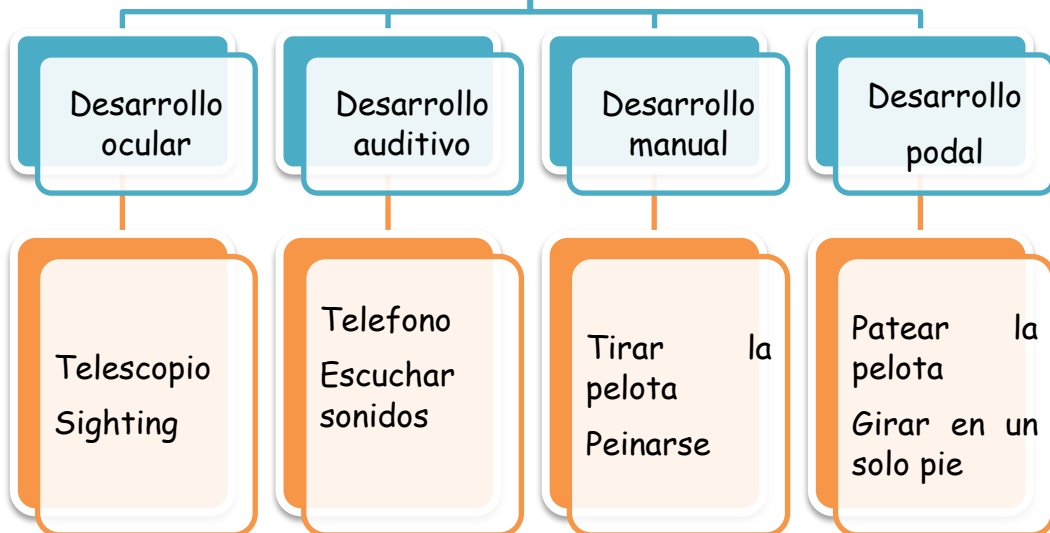 Desarrollo
ocular
Desarrollo
auditivo
Desarrollo
manual
Desarrollo
podal
Telescopio
Sighting
Telefono
Escuchar
sonidos
Tirar la
pelota
Peinarse
Patear la
pelota
Girar en un
solo pie